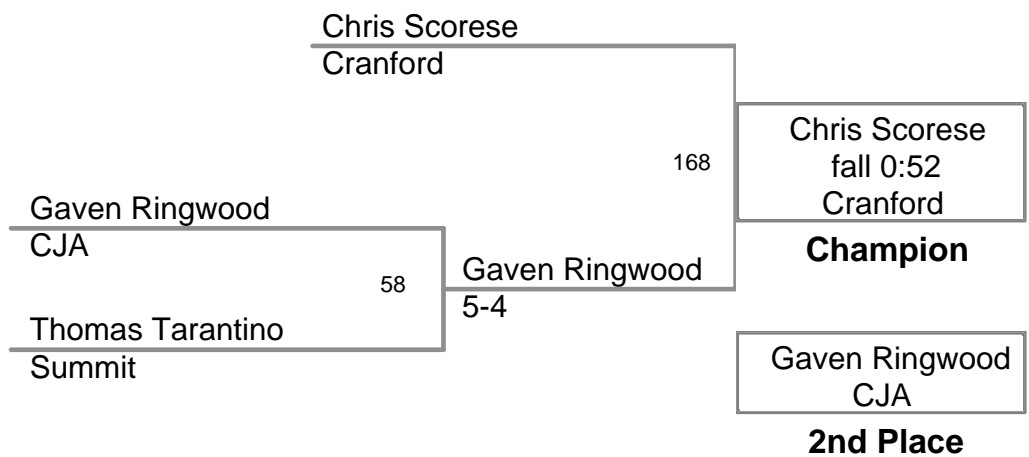 Chris Scorese
Cranford
168
Chris Scorese
fall 0:52
Cranford
Champion
Gaven Ringwood
CJA
58
Gaven Ringwood
5-4
Thomas Tarantino
Summit
Gaven Ringwood
CJA
2nd Place